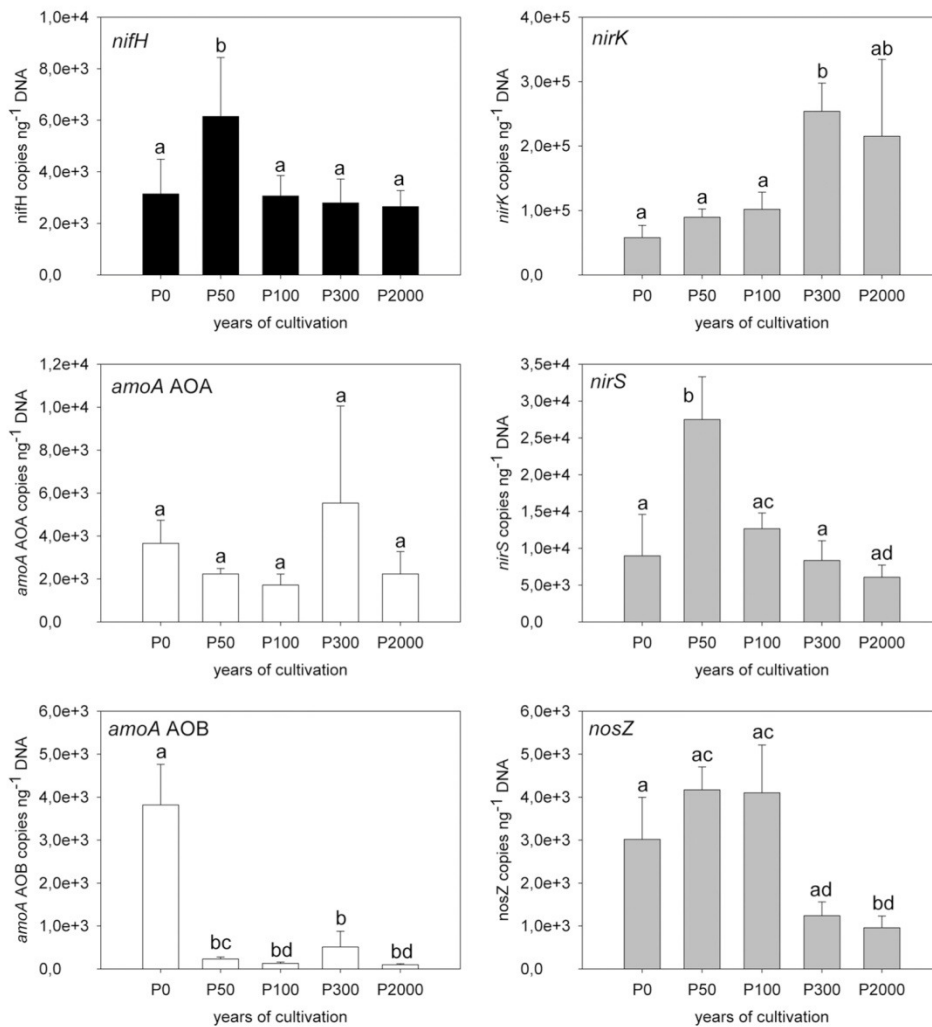 nifH
nifH copies ng-1 DNA
1,0e+4
8,0e+3
6,0e+3
4,0e+3
2,0e+3
0,0
a
b
a
a
a
P0 P50 P100 P300 P2000
years of cultivation
nirK
nirK copies ng-1 DNA
4,0e+5
3,0e+5
2,0e+5
1,0e+5
0,0
a
a
a
b
ab
P0 P50 P100 P300 P2000
years of cultivation
amoA AOA
amoA AOA copies ng-1 DNA
1,2e+4
1,0e+4
8,0e+3
6,0e+3
4,0e+3
2,0e+3
0,0
a
a
a
a
a
P0 P50 P100 P300 P2000
years of cultivation
nirS
nirS copies ng-1 DNA
3,5e+4
3,0e+4
2,5e+4
2,0e+4
1,5e+4
1,0e+4
5,0e+3
0,0
a
b
ac
a
ad
P0 P50 P100 P300 P2000
years of cultivation
amoA AOB
amoA AOB copies ng-1 DNA
6,0e+3
5,0e+3
4,0e+3
3,0e+3
2,0e+3
1,0e+3
0,0
a
bc
bd
b
bd
P0 P50 P100 P300 P2000
years of cultivation
nosZ
nosZ copies ng-1 DNA
6,0e+3
5,0e+3
4,0e+3
3,0e+3
2,0e+3
1,0e+3
0,0
a
ac
ac
ad
bd
P0 P50 P100 P300 P2000
years of cultivation